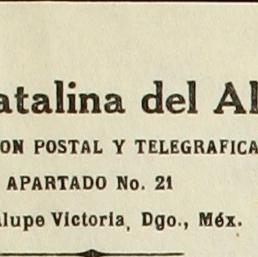 atalina del Al
ON POSTAL Y TELEGRAFICA
APARTADO No. 21
alupe Victoria, Dgo., Méx.